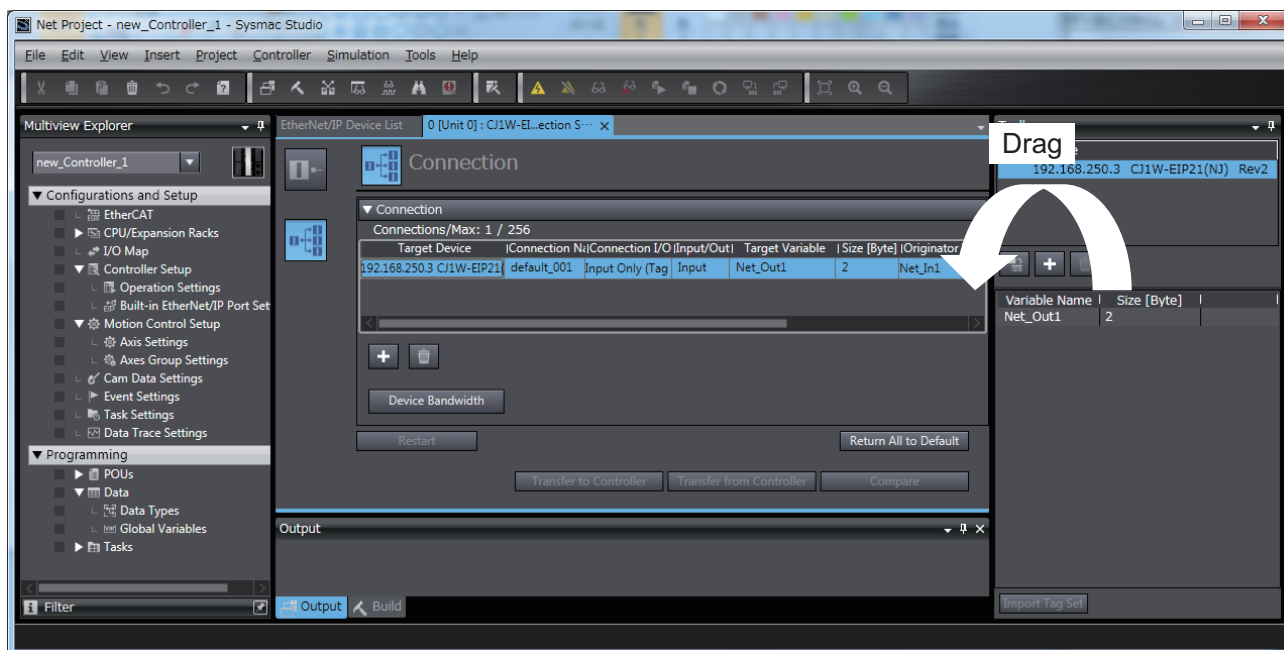 Net Project - new_Controller_1 - Sysmac Studio
File Edit View Insert Project Controller Simulation Tools Help
Multiview Explorer
new_Controller_1
Configurations and Setup
EtherCAT
CPU/Expansion Racks
I/O Map
Controller Setup
Operation Settings
Built-in EtherNet/IP Port Set
Motion Control Setup
Axis Settings
Axes Group Settings
Cam Data Settings
Event Settings
Task Settings
Data Trace Settings
Programming
POUs
Data
Data Types
Global Variables
Tasks
Filter
EtherNet/IP Device List 0 [Unit 0] : CJ1W-EI...ection S...
Connection
Connection
Connections/Max: 1 / 256
Target Device Connection Na Connection I/O Input/Out Target Variable Size [Byte] Originator
192.168.250.3 CJ1W-EIP21( default_001 Input Only (Tag Input Net_Out1 2 Net_In1
Device Bandwidth
Restart Return All to Default
Transfer to Controller Transfer from Controller Compare
Output
Output Build
Drag
192.168.250.3 CJ1W-EIP21(NJ) Rev2
Variable Name Size [Byte]
Net_Out1 2
Import Tag Set